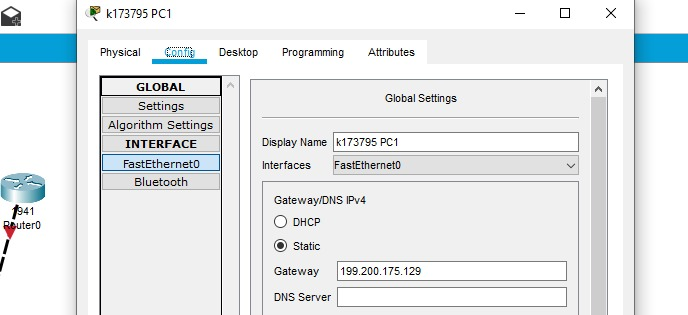 k173795 PC1
Physical Config Desktop Programming Attributes
GLOBAL
Settings
Algorithm Settings
INTERFACE
FastEthernet0
Bluetooth
Global Settings
Display Name k173795 PC1
Interfaces FastEthernet0
Gateway/DNS IPv4
DHCP
Static
Gateway 199.200.175.129
DNS Server
1941
Router0